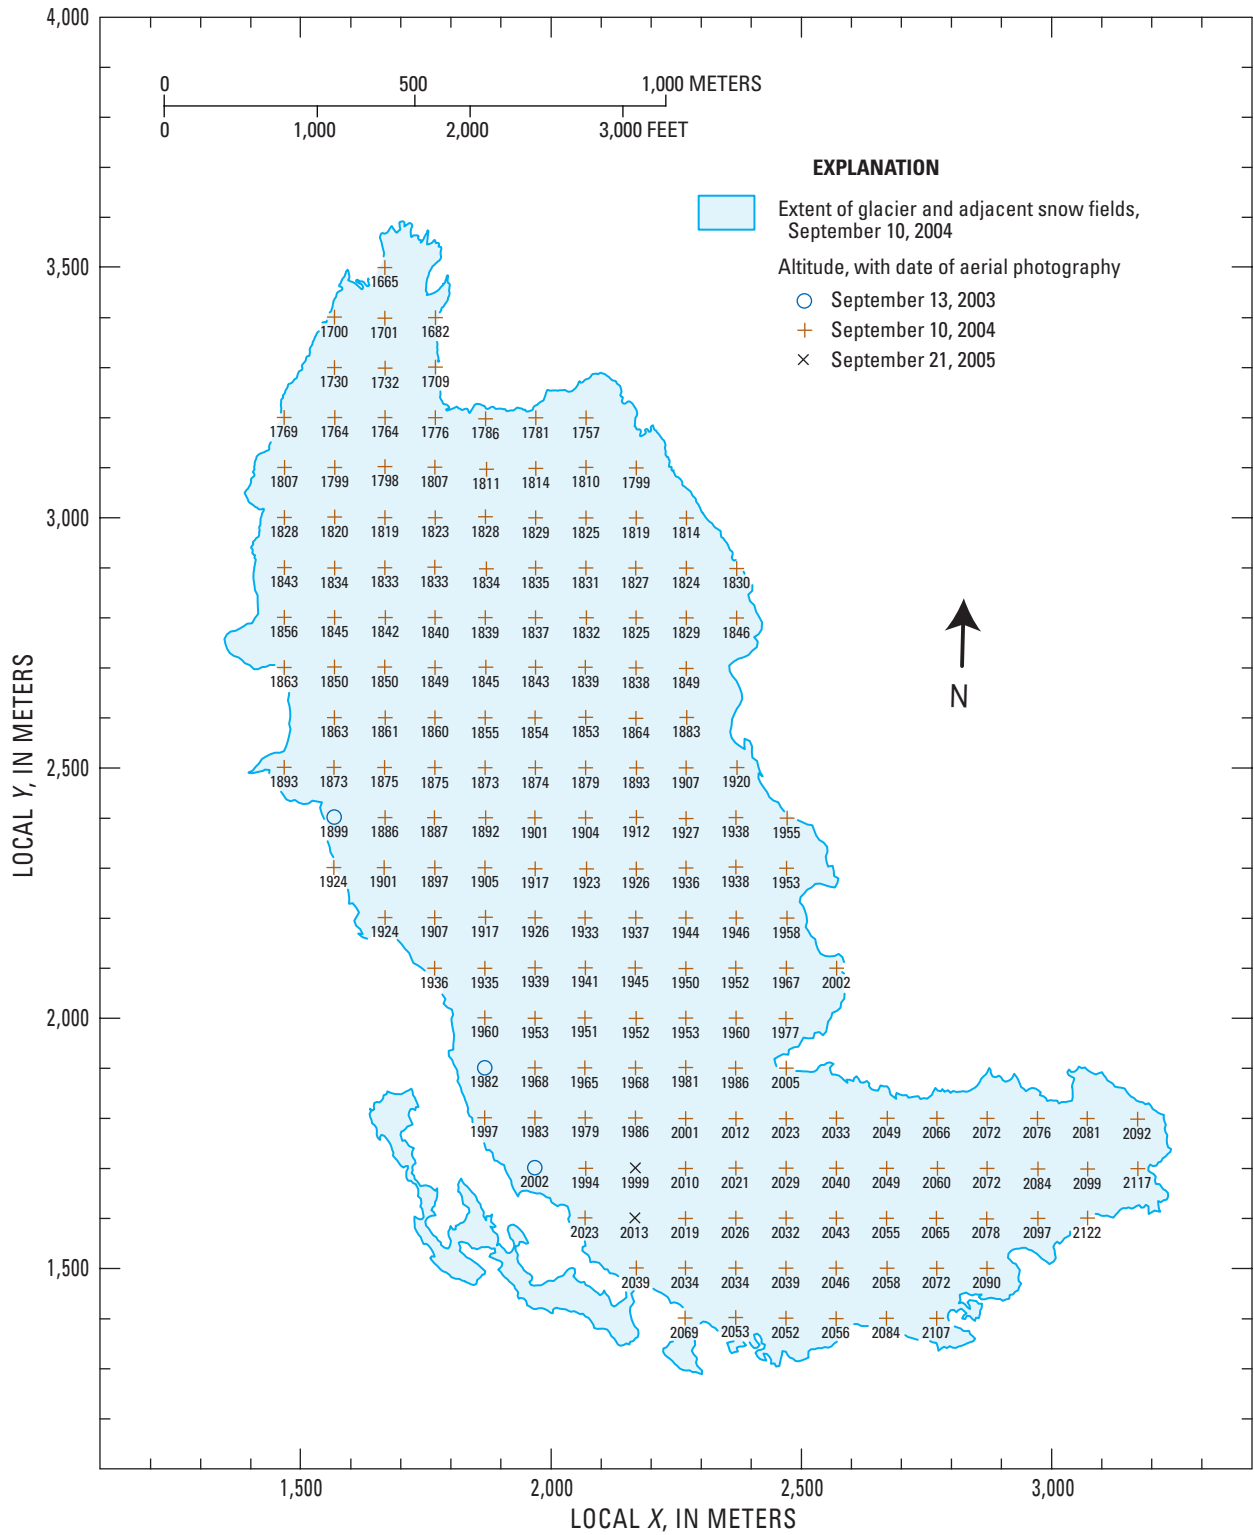 4,000
0 500 1,000 METERS
0 1,000 2,000 3,000 FEET
EXPLANATION
Extent of glacier and adjacent snow fields,
September 10, 2004
Altitude, with date of aerial photography
September 13, 2003
September 10, 2004
September 21, 2005
3,500
1665
1700 1701 1682
1730 1732 1709
1769 1764 1764 1776 1786 1781 1757
1807 1799 1798 1807 1811 1814 1810 1799
3,000
1828 1820 1819 1823 1828 1829 1825 1819 1814
1843 1834 1833 1833 1834 1835 1831 1827 1824 1830
1856 1845 1842 1840 1839 1837 1832 1825 1829 1846
1863 1850 1850 1849 1845 1843 1839 1838 1849
N
1863 1861 1860 1855 1854 1853 1864 1883
2,500
1893 1873 1875 1875 1873 1874 1879 1893 1907 1920
1899 1886 1887 1892 1901 1904 1912 1927 1938 1955
1924 1901 1897 1905 1917 1923 1926 1936 1938 1953
1924 1907 1917 1926 1933 1937 1944 1946 1958
1936 1935 1939 1941 1945 1950 1952 1967 2002
2,000
1960 1953 1951 1952 1953 1960 1977
1982 1968 1965 1968 1981 1986 2005
1997 1983 1979 1986 2001 2012 2023 2033 2049 2066 2072 2076 2081 2092
2002 1994 1999 2010 2021 2029 2040 2049 2060 2072 2084 2099 2117
2023 2013 2019 2026 2032 2043 2055 2065 2078 2097 2122
1,500
2039 2034 2034 2039 2046 2058 2072 2090
2069 2053 2052 2056 2084 2107
LOCAL Y, IN METERS
1,500 2,000 2,500 3,000
LOCAL X, IN METERS